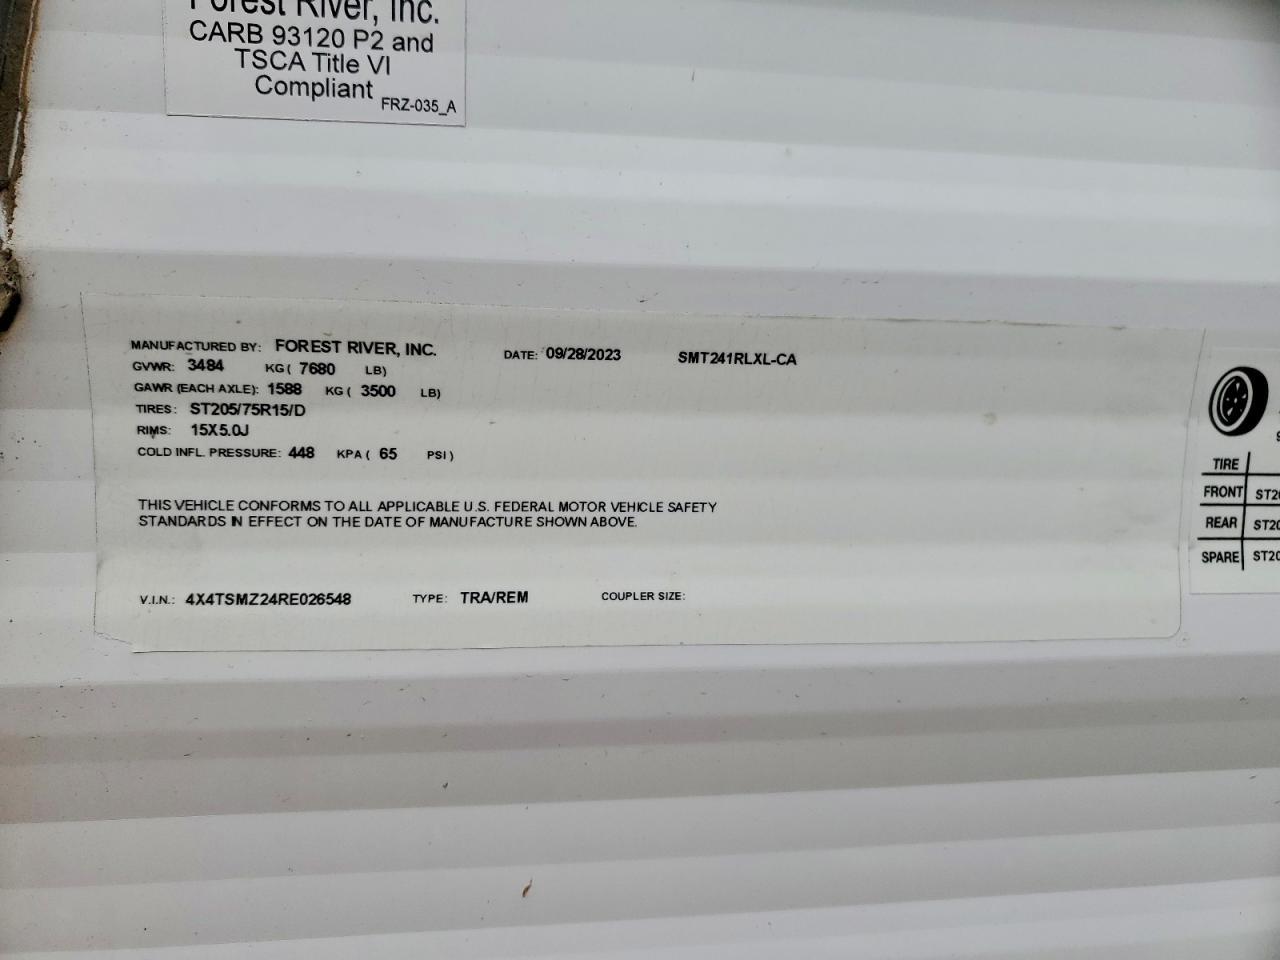 Forest River, Inc.
CARB 93120 P2 and
TSCA Title VI
Compliant FRZ-035_A
MANUFACTURED BY: FOREST RIVER, INC. DATE: 09/28/2023 SMT241RLXL-CA
GVWR: 3484 KG( 7680 LB)
GAWR (EACH AXLE): 1588 KG( 3500 LB)
TIRES: ST205/75R15/D
RIMS: 15X5.0J
COLD INFL. PRESSURE: 448 KPA( 65 PSI)
THIS VEHICLE CONFORMS TO ALL APPLICABLE U.S. FEDERAL MOTOR VEHICLE SAFETY
STANDARDS IN EFFECT ON THE DATE OF MANUFACTURE SHOWN ABOVE.
V.I.N.: 4X4TSMZ24RE026548 TYPE: TRA/REM COUPLER SIZE:
TIRE
FRONT ST20
REAR ST20
SPARE ST20